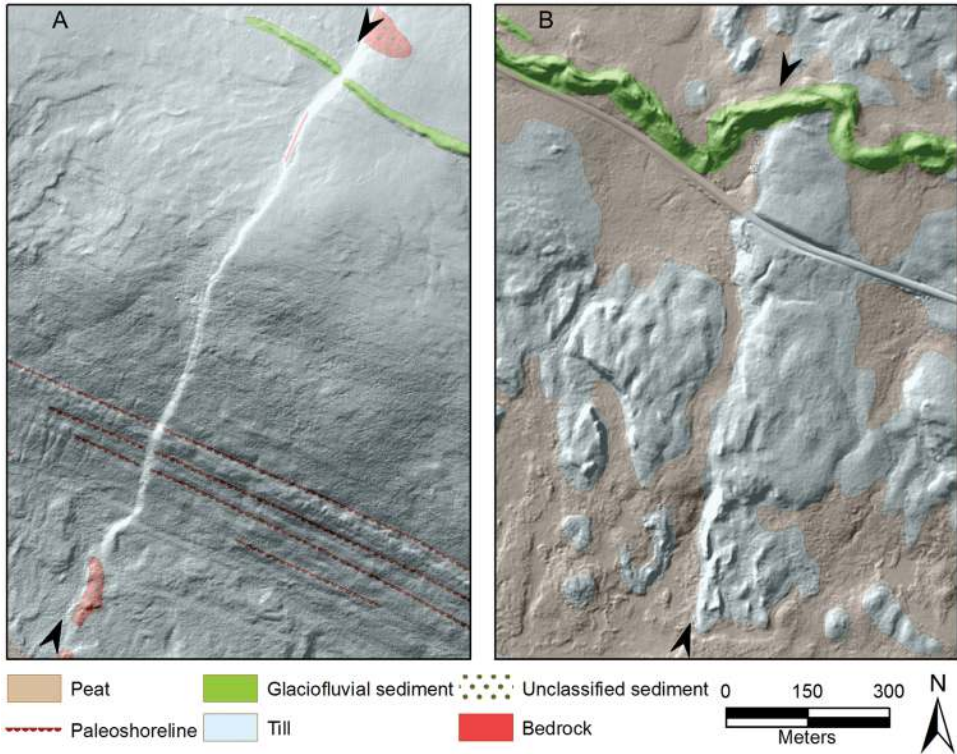 A
B
Peat
Glaciofluvial sediment
Unclassified sediment
Paleoshoreline
Till
Bedrock
0 150 300
Meters
N